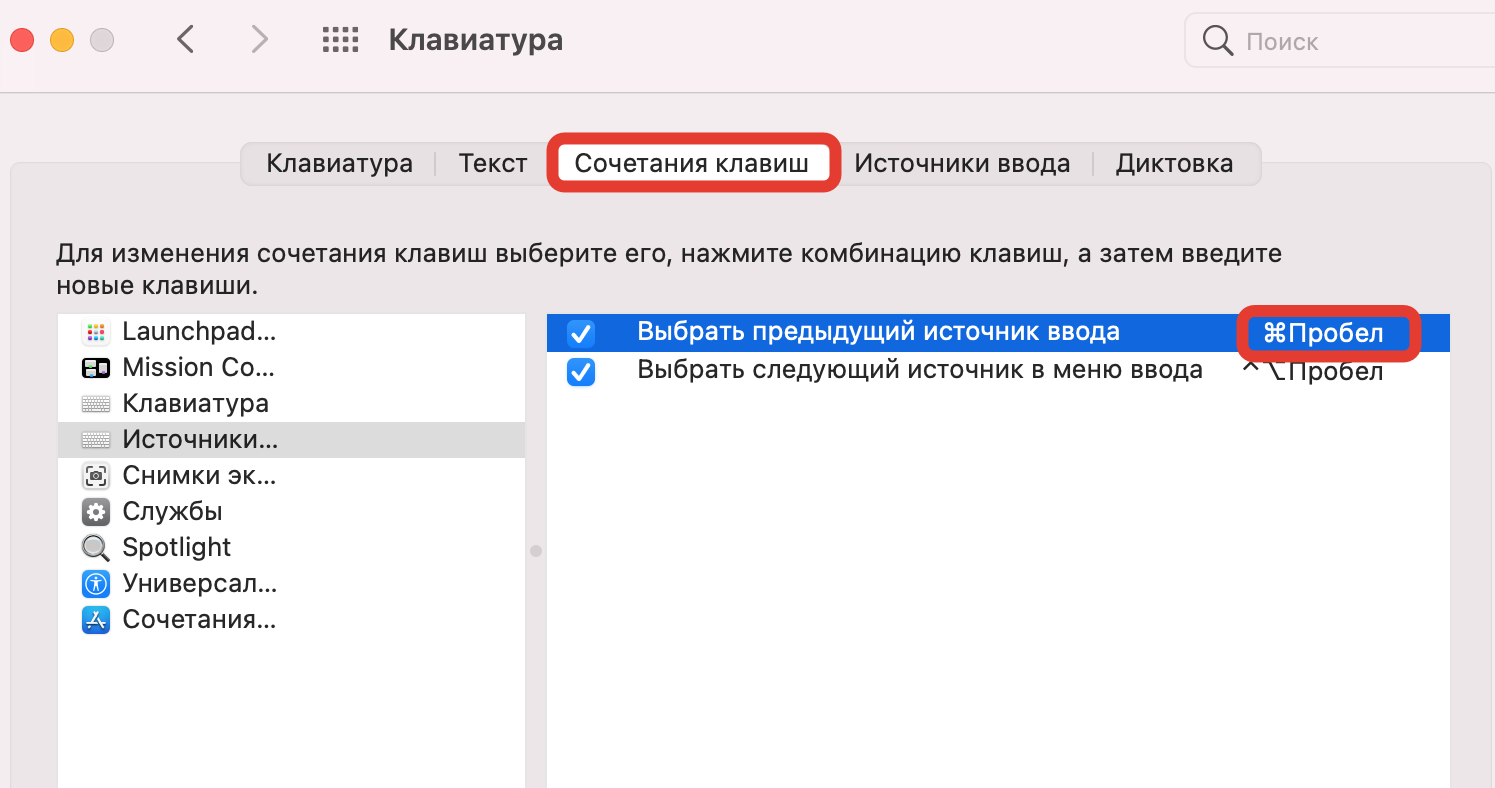 Клавиатура
Поиск
Клавиатура
Текст
Сочетания клавиш
Источники ввода
Диктовка
Для изменения сочетания клавиш выберите его, нажмите комбинацию клавиш, а затем введите
новые клавиши.
Launchpad...
Mission Co...
Клавиатура
Источники...
Снимки эк...
Службы
Spotlight
Универсал...
Сочетания...
Выбрать предыдущий источник ввода ⌘Пробел
Выбрать следующий источник в меню ввода ^⌥Пробел